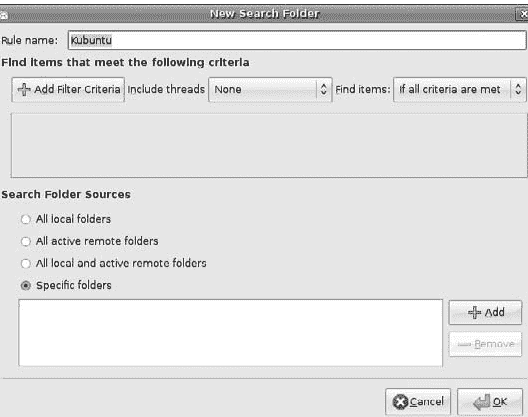 New Search Folder
Rule name: Kubuntu
Find items that meet the following criteria
Add Filter Criteria Include threads None Find items: If all criteria are met
Search Folder Sources
All local folders
All active remote folders
All local and active remote folders
Specific folders
Add
Remove
Cancel OK